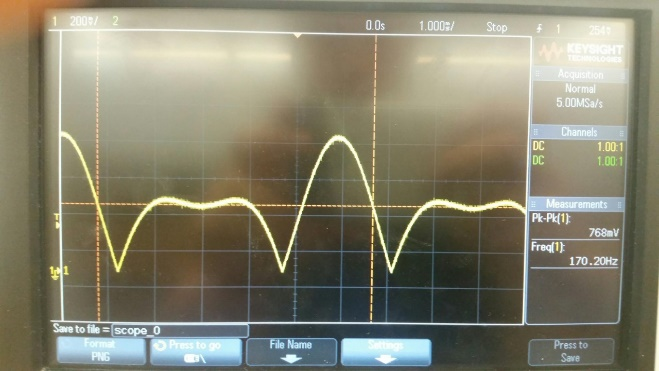 1 200㎷/ 2 0.0s 1.000㎳/ Stop 1
KEYSIGHT
TECHNOLOGIES
Acquisition
Normal
5.00MSa/s
Channels
DC 1.00:1
DC 1.00:1
Measurements
Pk-Pk(1):
768mV
Freq(1):
170.20Hz
T
1
Save to file = scope_0
Format
PNG
Press to go
File Name
Settings
Press to
Save